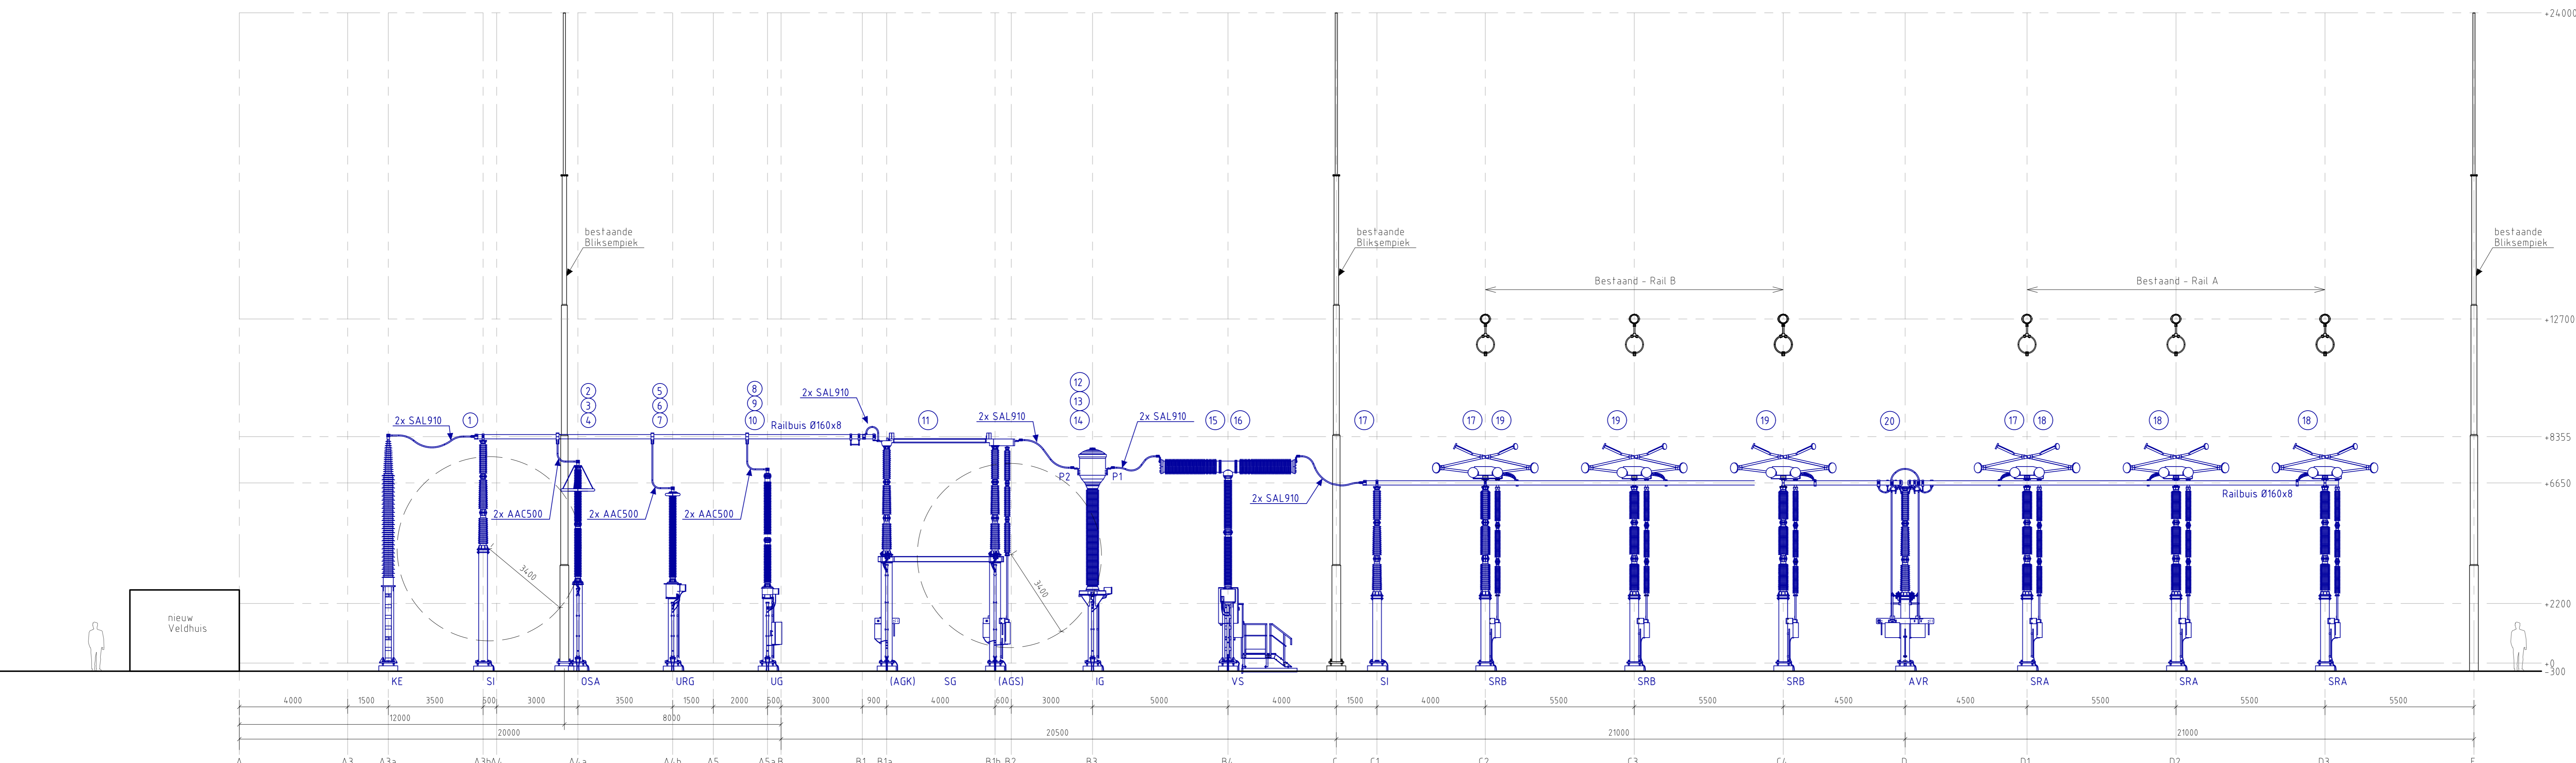 +24000
bestaande
Bliksempiek
bestaande
Bliksempiek
bestaande
Bliksempiek
Bestaand - Rail B
Bestaand - Rail A
+12700
2x SAL910
1
2
3
4
5
6
7
8
9
10
2x SAL910
Railbuis Ø160x8
11
2x SAL910
12
13
14
2x SAL910
15
16
17
17
19
19
19
20
17
18
18
18
+8355
P2
P1
+6650
2x AAC500
2x AAC500
2x AAC500
2x SAL910
Railbuis Ø160x8
3400
3400
nieuw
Veldhuis
+2200
+0
-300
KE
SI
OSA
URG
UG
(AGK)
SG
(AGS)
IG
VS
SI
SRB
SRB
SRB
AVR
SRA
SRA
SRA
4000
1500
3500
500
3000
3500
1500
2000
500
3000
900
4000
600
3000
5000
4000
1500
4000
5500
5500
4500
4500
5500
5500
5500
12000
8000
20000
20500
21000
21000